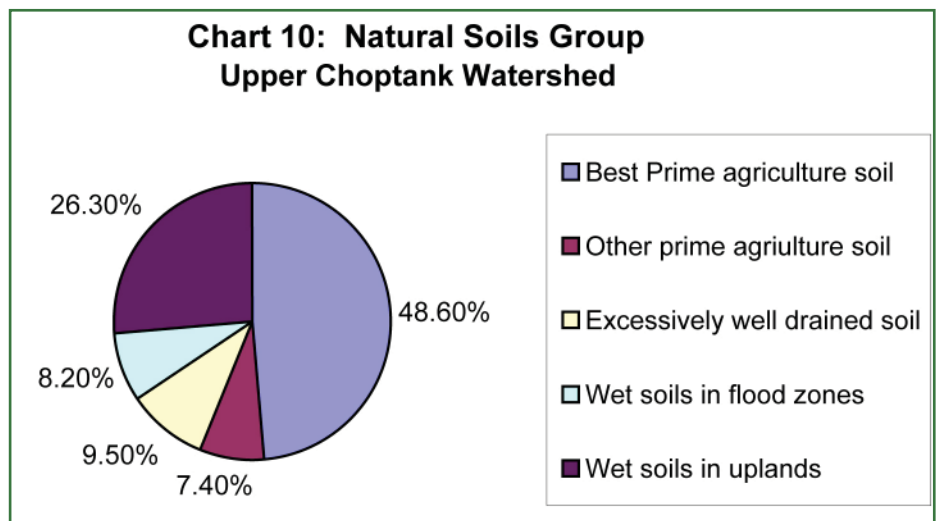 Chart 10: Natural Soils Group
Upper Choptank Watershed
26.30%
48.60%
8.20%
9.50%
7.40%
Best Prime agriculture soil
Other prime agriulture soil
Excessively well drained soil
Wet soils in flood zones
Wet soils in uplands